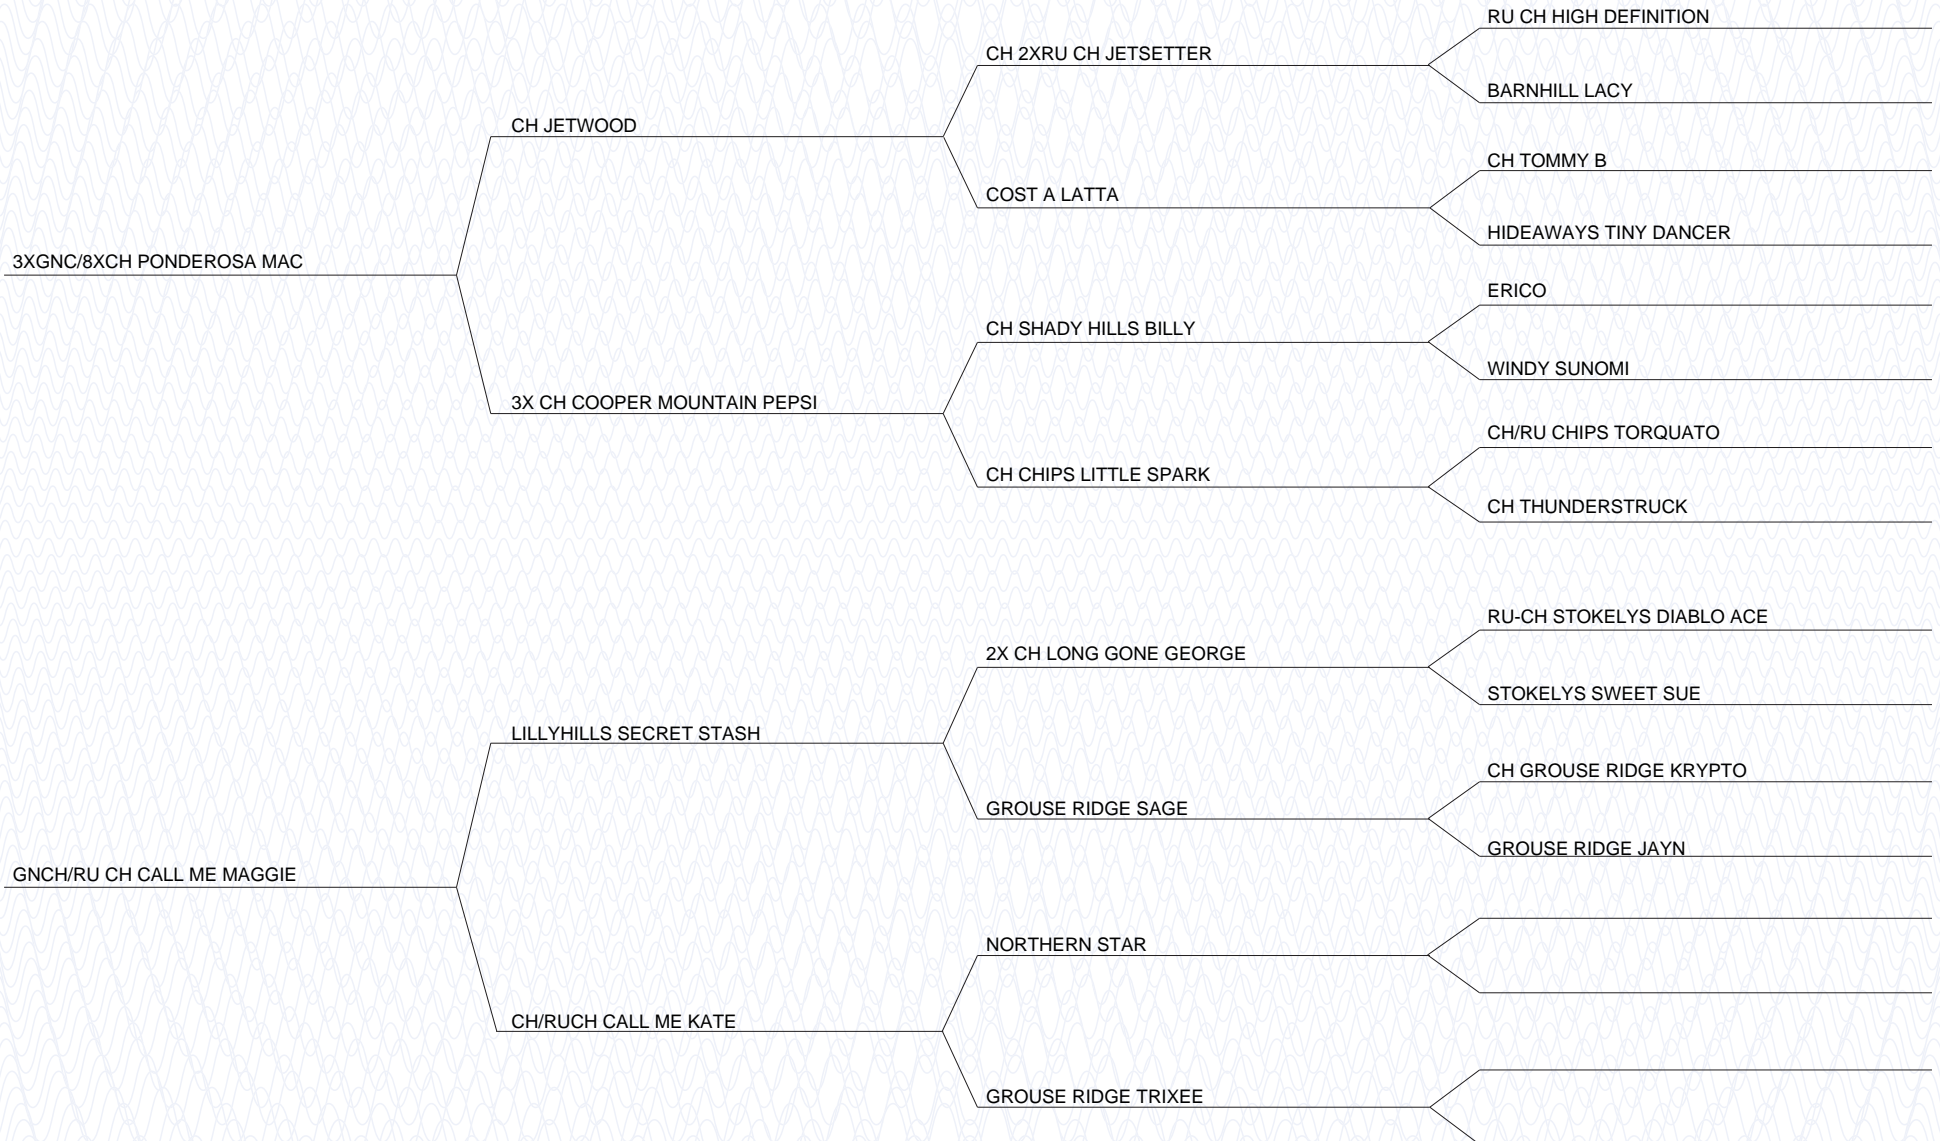 RU CH HIGH DEFINITION
CH 2XRU CH JETSETTER
BARNHILL LACY
CH JETWOOD
CH TOMMY B
COST A LATTA
HIDEAWAYS TINY DANCER
3XGNC/8XCH PONDEROSA MAC
ERICO
CH SHADY HILLS BILLY
WINDY SUNOMI
3X CH COOPER MOUNTAIN PEPSI
CH/RU CHIPS TORQUATO
CH CHIPS LITTLE SPARK
CH THUNDERSTRUCK
RU-CH STOKELYS DIABLO ACE
2X CH LONG GONE GEORGE
STOKELYS SWEET SUE
LILLYHILLS SECRET STASH
CH GROUSE RIDGE KRYPTO
GROUSE RIDGE SAGE
GROUSE RIDGE JAYN
GNCH/RU CH CALL ME MAGGIE
NORTHERN STAR
CH/RUCH CALL ME KATE
GROUSE RIDGE TRIXEE